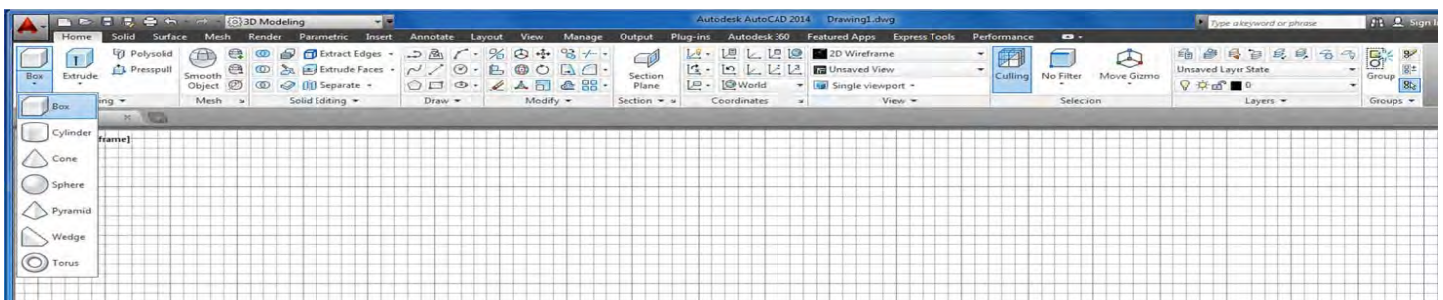 3D Modeling Autodesk AutoCAD 2014 Drawing1.dwg Type a keyword or phrase Sign In
Home Solid Surface Mesh Render Parametric Insert Annotate Layout View Manage Output Plug-ins Autodesk 360 Featured Apps Express Tools Performance
Polysolid Extract Edges 2D Wireframe
Presspull Extrude Faces Unsaved View Unsaved Layer State
Box Extrude Smooth Object Separate Section Plane World Single viewport Culling No Filter Move Gizmo 0 Group
ing Mesh Solid Editing Draw Modify Section Coordinates View Selection Layers Groups
Box
Cylinder
frame]
Cone
Sphere
Pyramid
Wedge
Torus